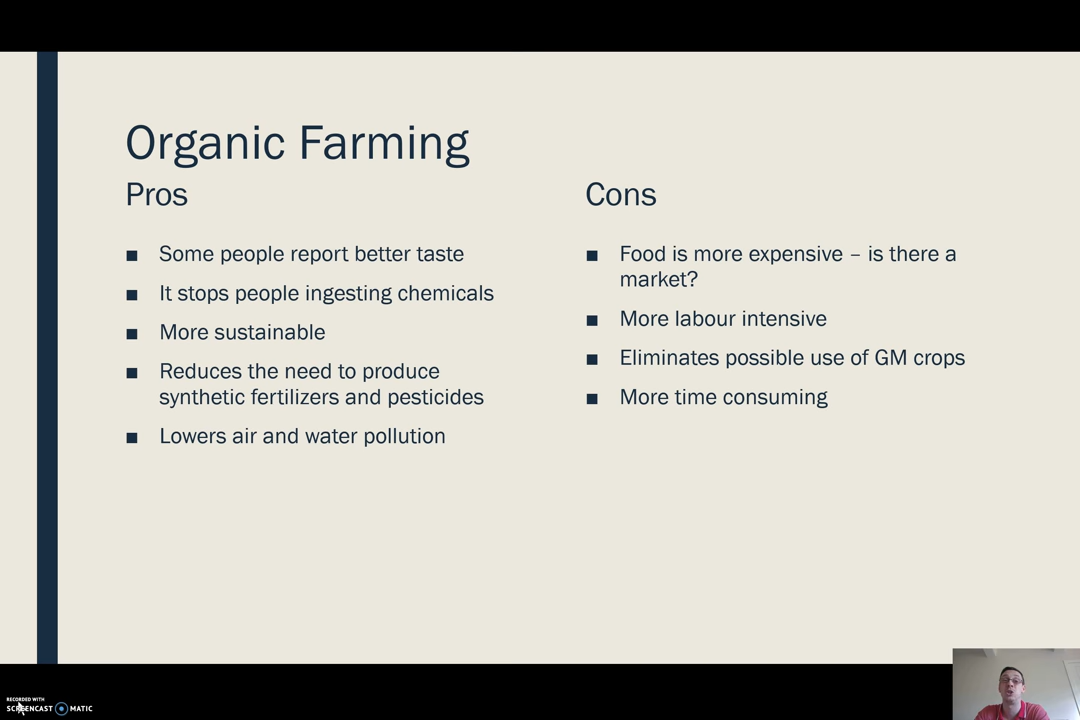 Organic Farming
Pros
■ Some people report better taste
■ It stops people ingesting chemicals
■ More sustainable
■ Reduces the need to produce
synthetic fertilizers and pesticides
■ Lowers air and water pollution
Cons
■ Food is more expensive – is there a
market?
■ More labour intensive
■ Eliminates possible use of GM crops
■ More time consuming
RECORDED WITH
SCREENCAST MATIC